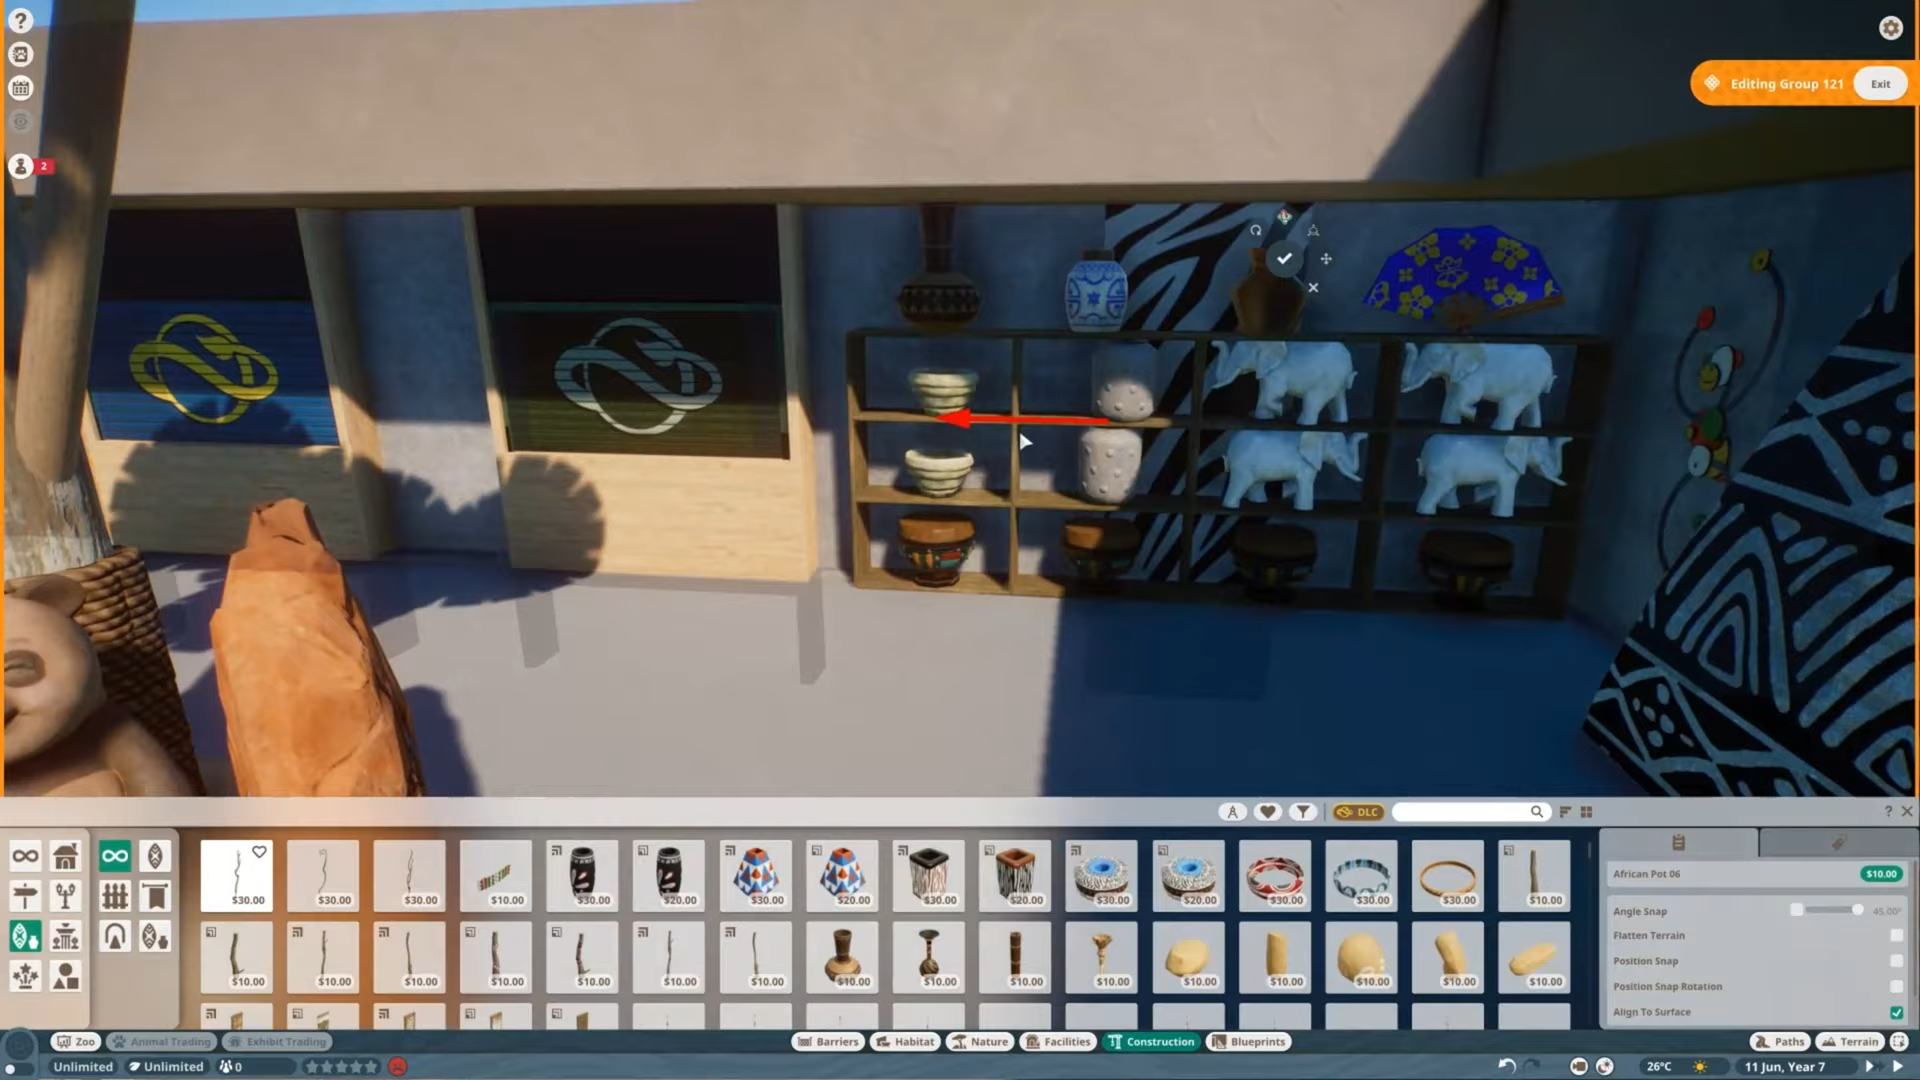 ?
Editing Group 121 Exit
2
DLC
? 
$30.00 $30.00 $30.00 $10.00 $30.00 $20.00 $30.00 $20.00 $30.00 $20.00 $30.00 $20.00 $30.00 $30.00 $30.00 $10.00
$10.00 $10.00 $10.00 $10.00 $10.00 $10.00 $10.00 $10.00 $10.00 $10.00 $10.00 $10.00 $10.00 $10.00 $10.00 $10.00
African Pot 06 $10.00
Angle Snap 45.00°
Flatten Terrain
Position Snap
Position Snap Rotation
Align To Surface
Zoo Animal Trading Exhibit Trading Barriers Habitat Nature Facilities Construction Blueprints Paths Terrain
Unlimited Unlimited 0 26°C 11 Jun, Year 7